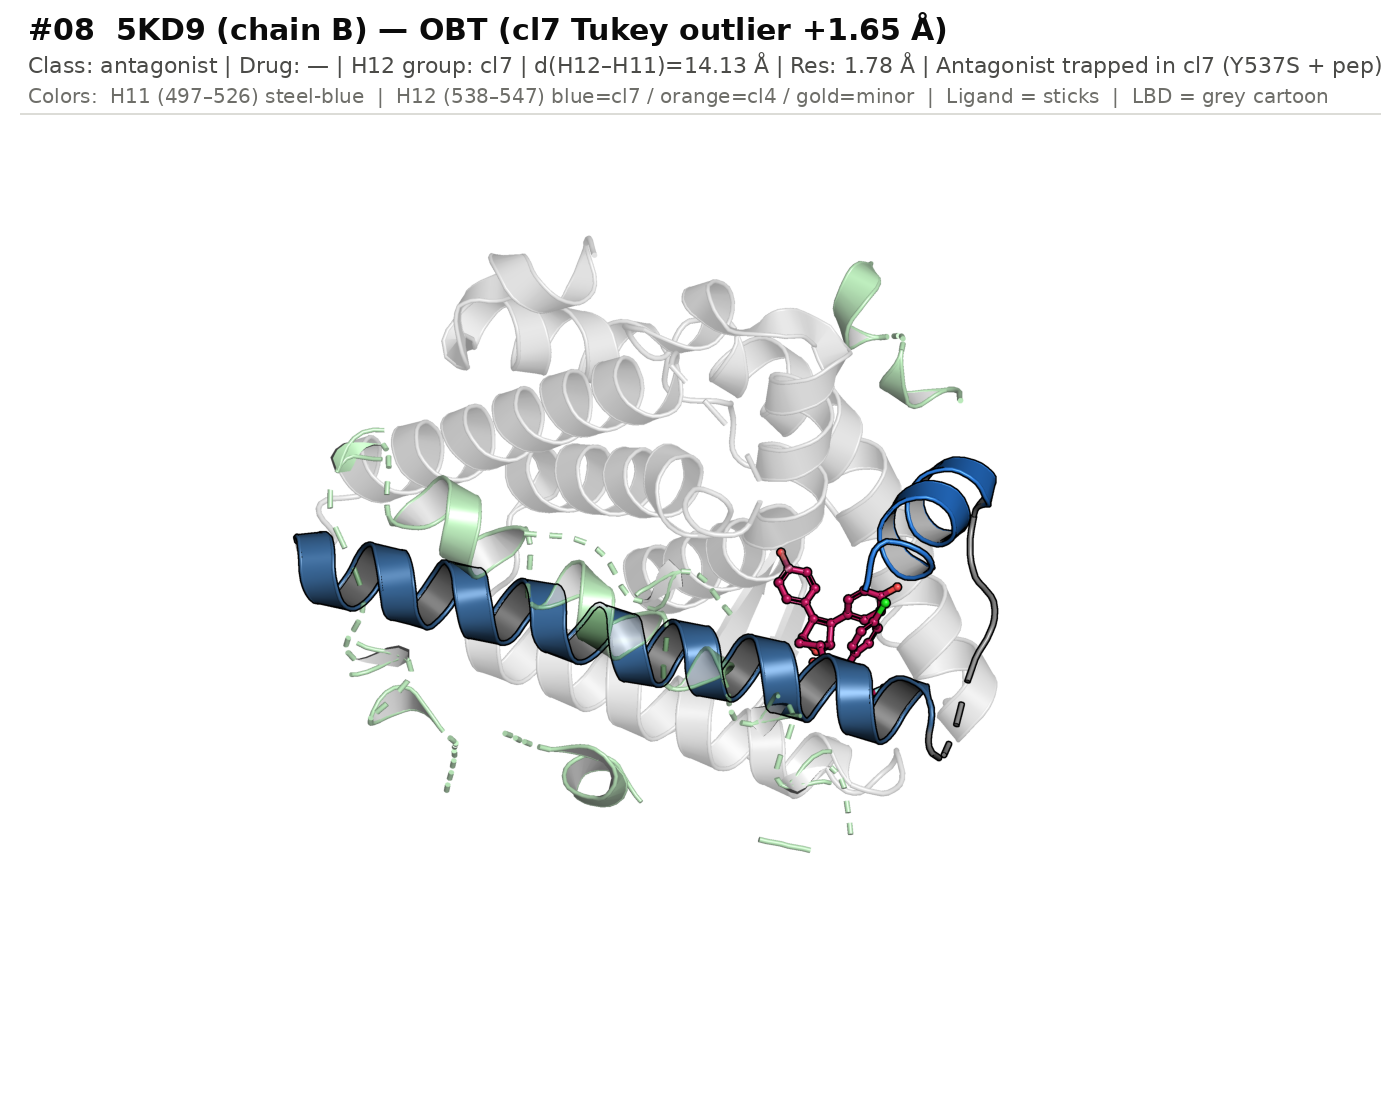 #08  5KD9 (chain B) — OBT (cl7 Tukey outlier +1.65 Å)
Class: antagonist | Drug: — | H12 group: cl7 | d(H12–H11)=14.13 Å | Res: 1.78 Å | Antagonist trapped in cl7 (Y537S + pep)
Colors:  H11 (497–526) steel-blue  |  H12 (538–547) blue=cl7 / orange=cl4 / gold=minor  |  Ligand = sticks  |  LBD = grey cartoon